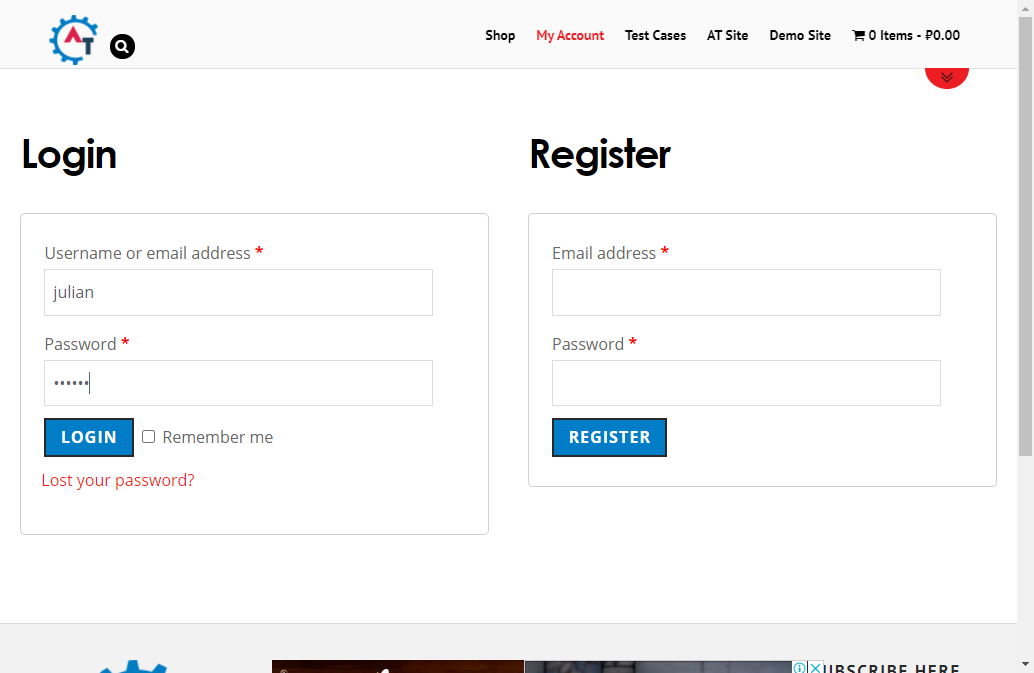 AT
Shop My Account Test Cases AT Site Demo Site 0 Items - ₽0.00
Login
Username or email address *
julian
Password *
••••••
LOGIN
Remember me
Lost your password?
Register
Email address *
Password *
REGISTER
UBSCRIBE HERE